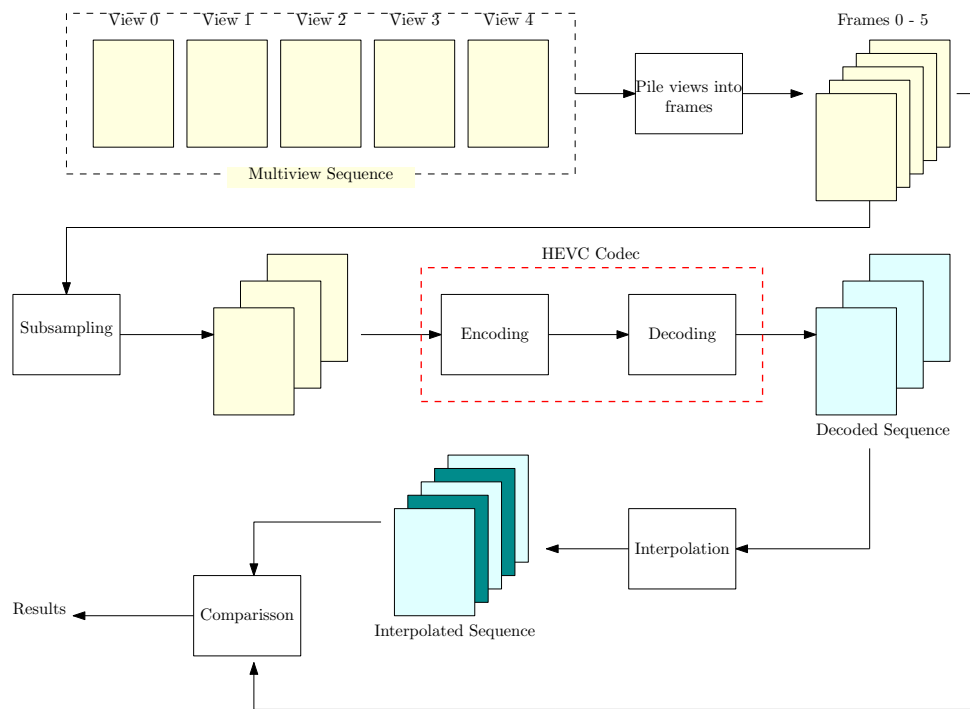 View 0
View 1
View 2
View 3
View 4
Frames 0 - 5
Pile views into
frames
Multiview Sequence
HEVC Codec
Subsampling
Encoding
Decoding
Decoded Sequence
Interpolation
Results
Comparisson
Interpolated Sequence